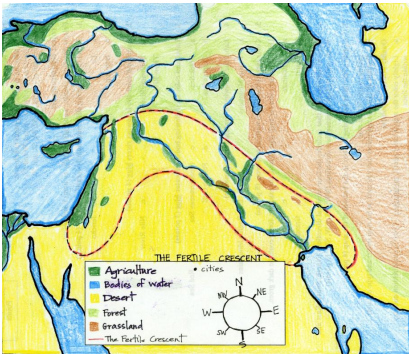 THE FERTILE CRESCENT
Agriculture
• cities
Bodies of Water
Desert
Forest
Grassland
The Fertile Crescent
N
NW
NE
W
E
SW
SE
S